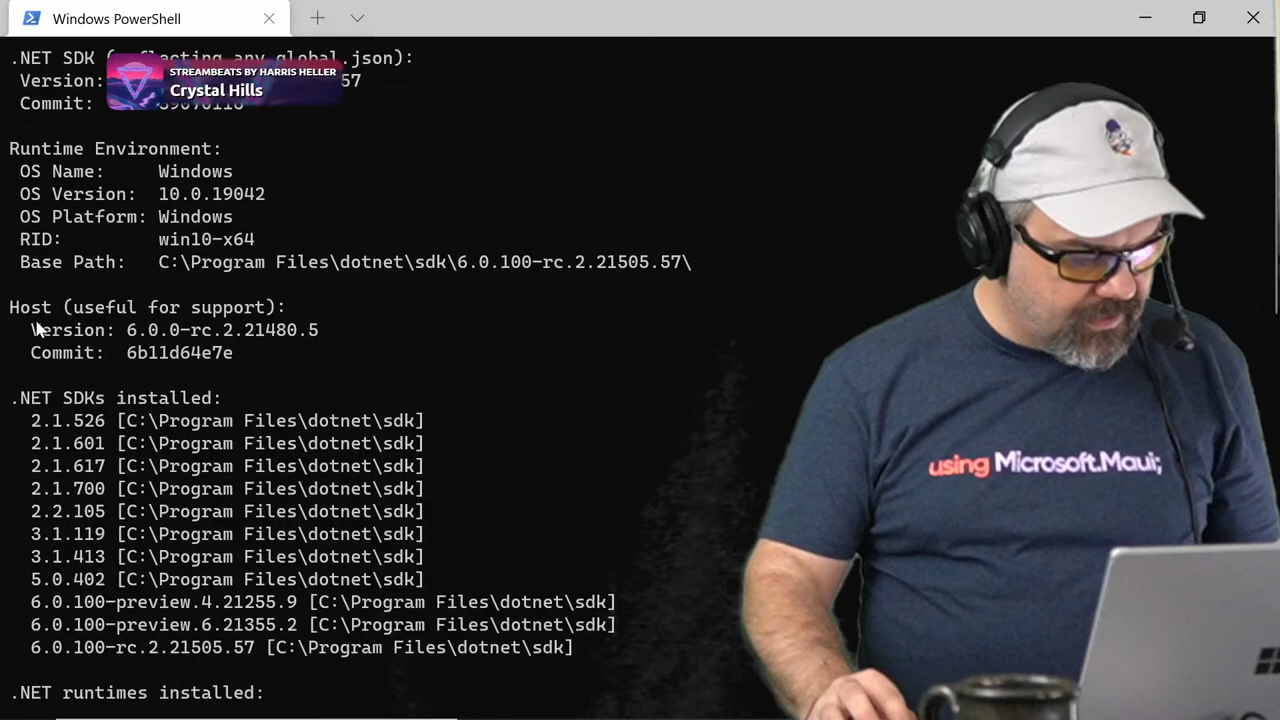 Windows PowerShell
.NET SDK (reflecting any global.json):
Version: 57
STREAMBEATS BY HARRIS HELLER
Crystal Hills
Commit:
Runtime Environment:
OS Name: Windows
OS Version: 10.0.19042
OS Platform: Windows
RID: win10-x64
Base Path: C:\Program Files\dotnet\sdk\6.0.100-rc.2.21505.57\
Host (useful for support):
Version: 6.0.0-rc.2.21480.5
Commit: 6b11d64e7e
.NET SDKs installed:
2.1.526 [C:\Program Files\dotnet\sdk]
2.1.601 [C:\Program Files\dotnet\sdk]
2.1.617 [C:\Program Files\dotnet\sdk]
2.1.700 [C:\Program Files\dotnet\sdk]
2.2.105 [C:\Program Files\dotnet\sdk]
3.1.119 [C:\Program Files\dotnet\sdk]
3.1.413 [C:\Program Files\dotnet\sdk]
5.0.402 [C:\Program Files\dotnet\sdk]
6.0.100-preview.4.21255.9 [C:\Program Files\dotnet\sdk]
6.0.100-preview.6.21355.2 [C:\Program Files\dotnet\sdk]
6.0.100-rc.2.21505.57 [C:\Program Files\dotnet\sdk]
.NET runtimes installed:
using Microsoft.Maui;